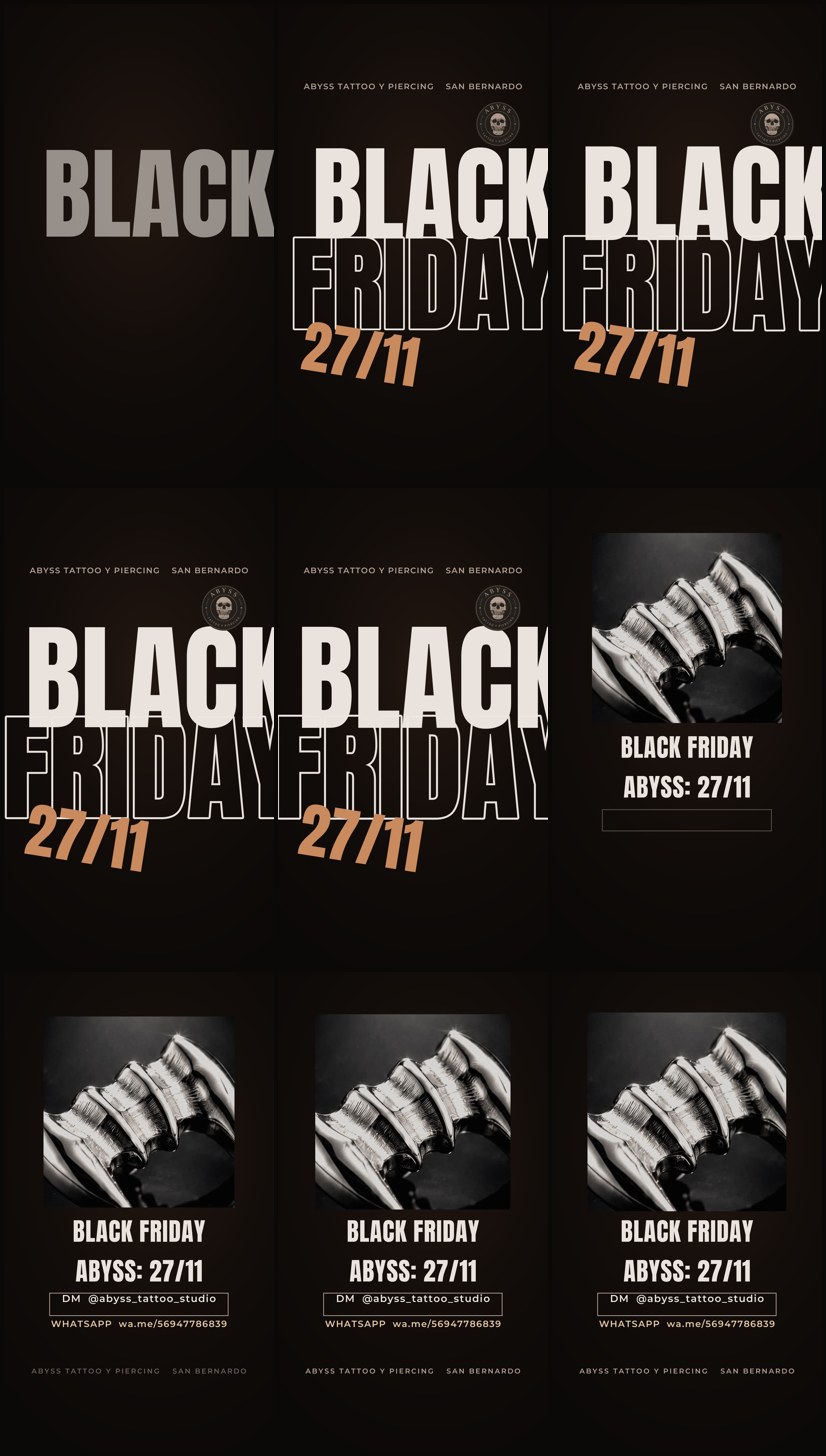 BLACK
ABYSS TATTOO Y PIERCING SAN BERNARDO
ABYSS
BLACK
FRIDAY
27/11
ABYSS TATTOO Y PIERCING SAN BERNARDO
ABYSS
BLACK
FRIDAY
27/11
ABYSS TATTOO Y PIERCING SAN BERNARDO
ABYSS
BLACK
FRIDAY
27/11
ABYSS TATTOO Y PIERCING SAN BERNARDO
ABYSS
BLACK
FRIDAY
27/11
BLACK FRIDAY
ABYSS: 27/11
BLACK FRIDAY
ABYSS: 27/11
DM @abyss_tattoo_studio
WHATSAPP wa.me/56947786839
ABYSS TATTOO Y PIERCING SAN BERNARDO
BLACK FRIDAY
ABYSS: 27/11
DM @abyss_tattoo_studio
WHATSAPP wa.me/56947786839
ABYSS TATTOO Y PIERCING SAN BERNARDO
BLACK FRIDAY
ABYSS: 27/11
DM @abyss_tattoo_studio
WHATSAPP wa.me/56947786839
ABYSS TATTOO Y PIERCING SAN BERNARDO